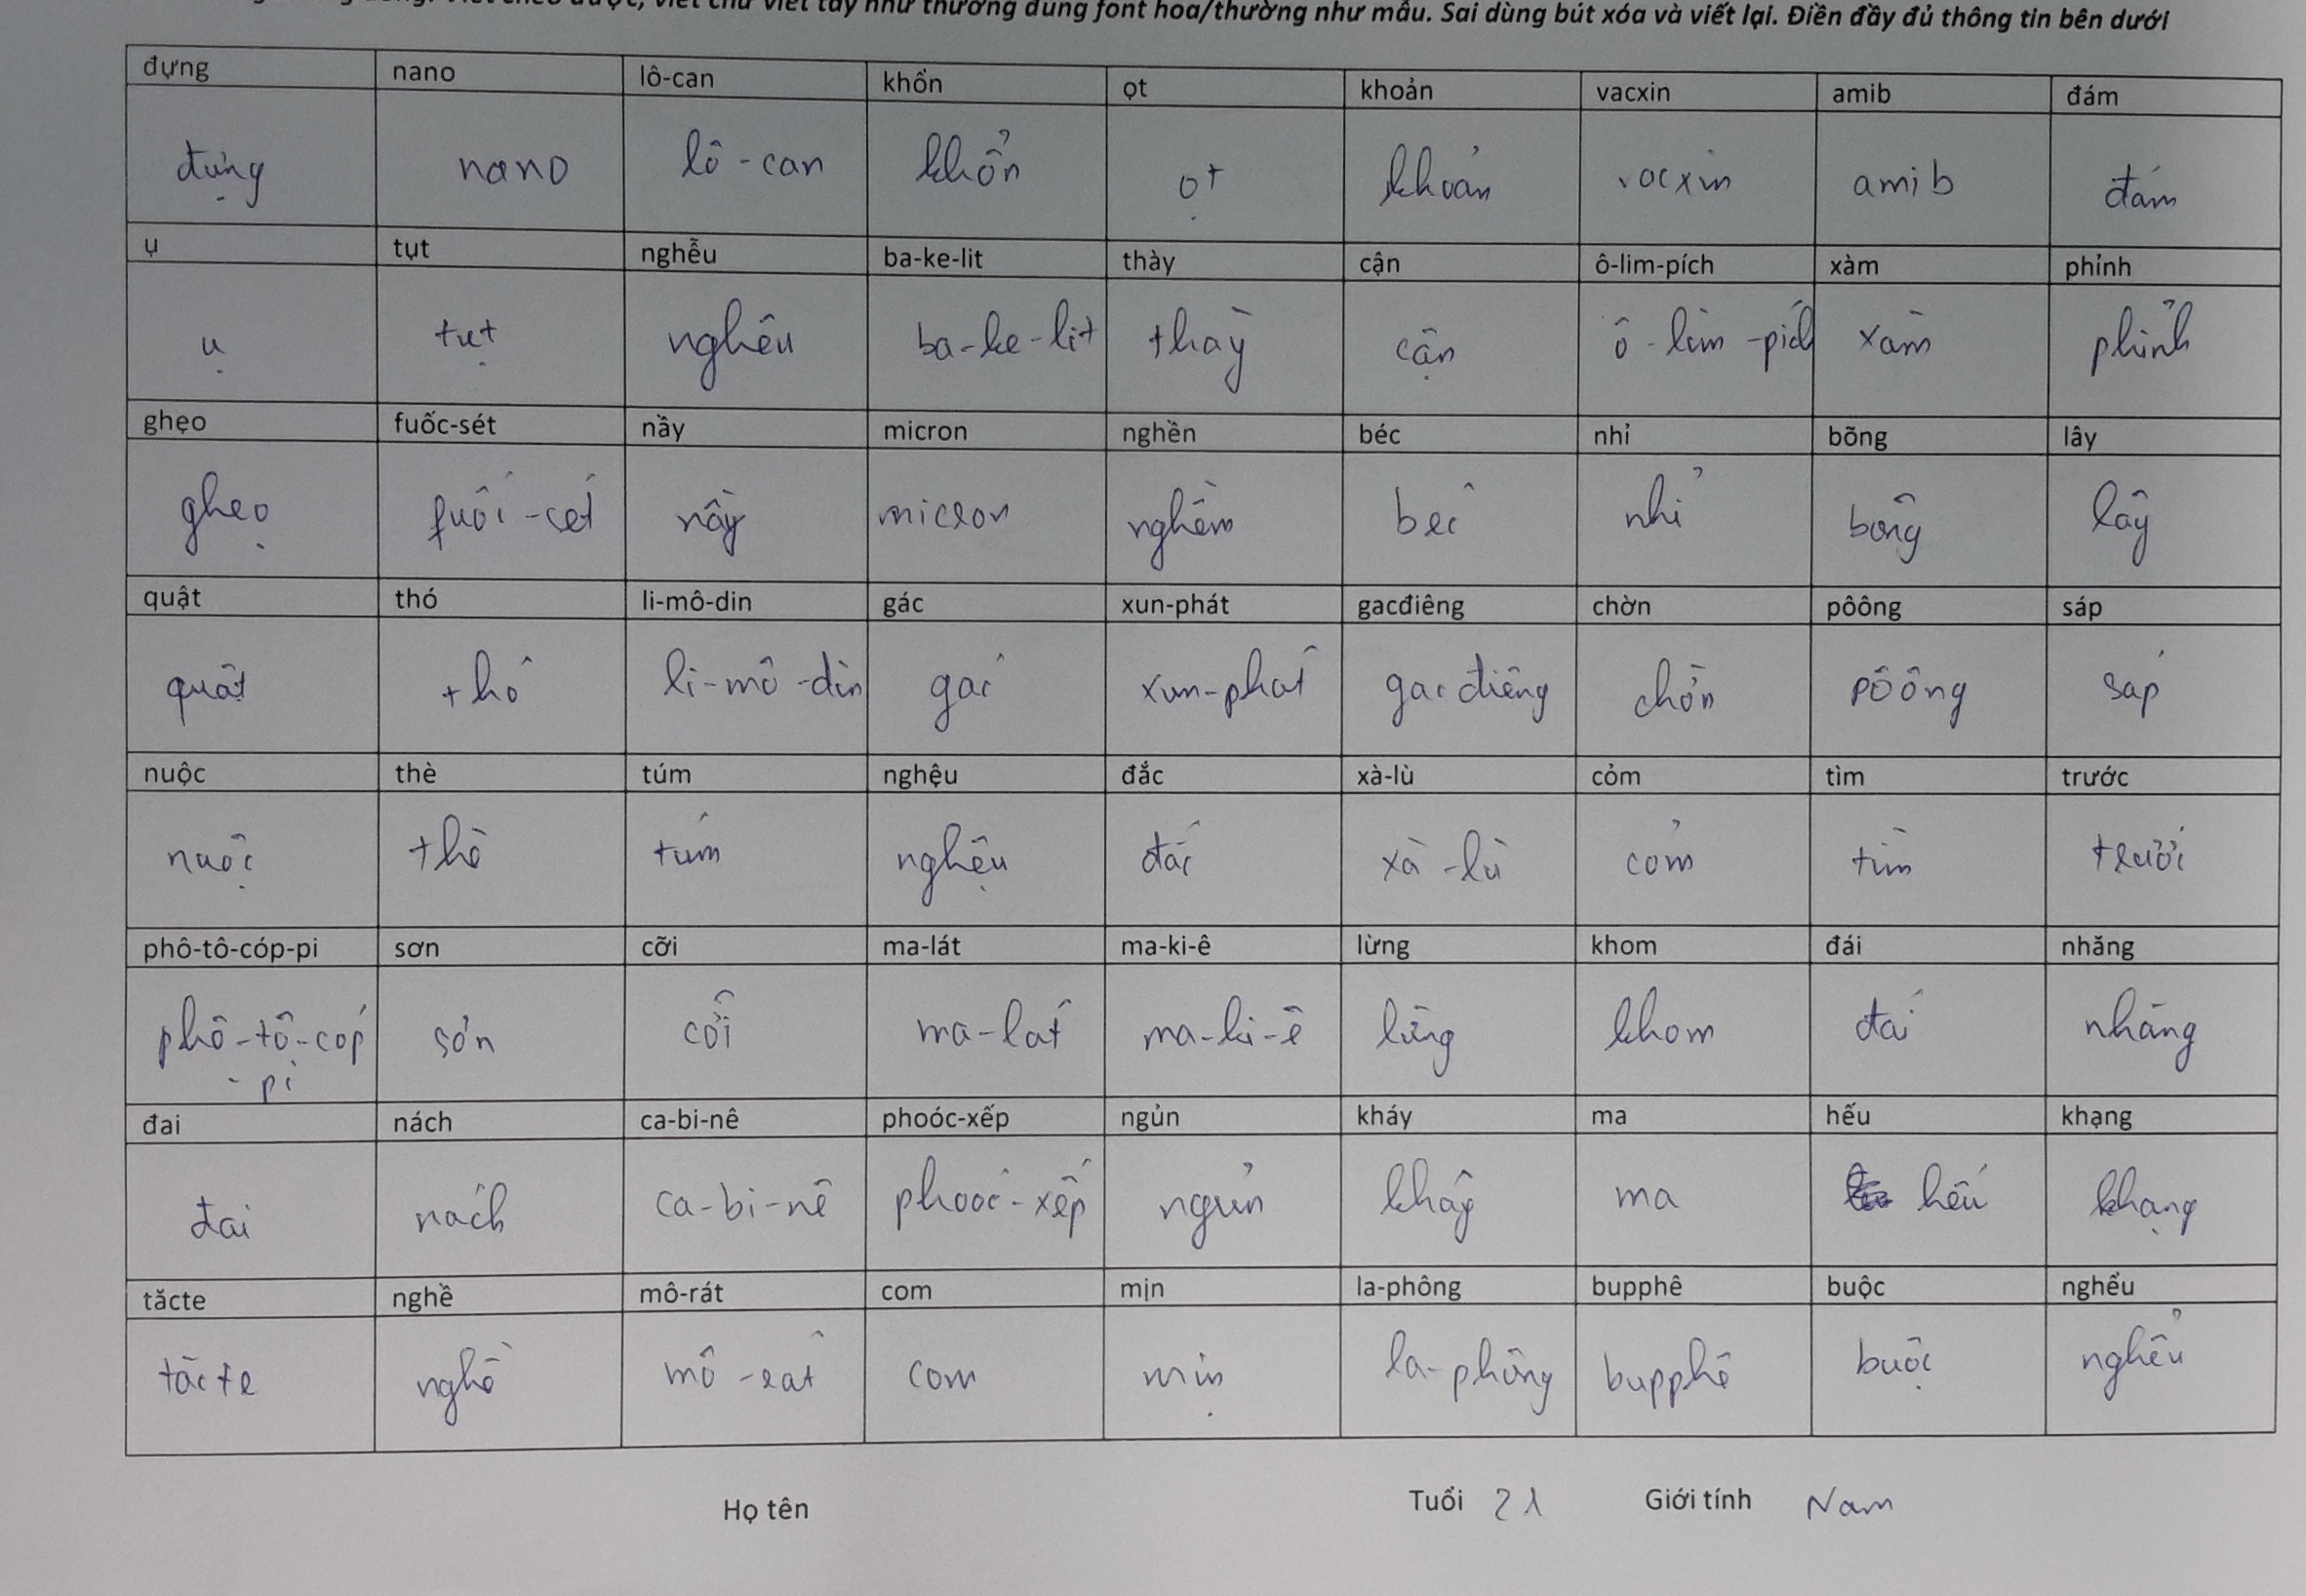 viết chữ viết tay như thường dùng font hoa/thường như mẫu. Sai dùng bút xóa và viết lại. Điền đầy đủ thông tin bên dưới
đựng nano lô-can khổn ọt khoản vacxin amib đám
đựng nano lô-can khổn ọt khoản vacxin amib đám
ụ tụt nghễu ba-ke-lit thày cận ô-lim-pích xàm phỉnh
ụ tụt nghêu ba-ke-lit thày cận ô-lim-pích xàm phỉnh
ghẹo fuốc-sét nầy micron nghền béc nhỉ bõng lây
ghẹo fuốc-cét nầy micron nghền béc nhỉ bõng lây
quật thó li-mô-din gác xun-phát gacđiêng chờn pôông sáp
quật thó li-mô-din gác xun-phát gacđiêng chờn pôông sáp
nuộc thè túm nghệu đắc xà-lù cỏm tìm trước
nuộc thè túm nghệu đắc xà-lù cỏm tìm trước
phô-tô-cóp-pi sơn cỡi ma-lát ma-ki-ê lừng khom đái nhăng
phô-tô-cóp sơn cỡi ma-lát ma-ki-ê lừng khom đái nhăng
-pi
đai nách ca-bi-nê phoóc-xếp ngủn kháy ma hếu khạng
đai nách ca-bi-nê phoóc-xếp ngủn kháy ma hếu khạng
tăcte nghề mô-rát com mịn la-phông bupphê buộc nghểu
tăcte nghề mô-rát com mịn la-phông bupphê buộc nghểu
Họ tên Tuổi 21 Giới tính Nam